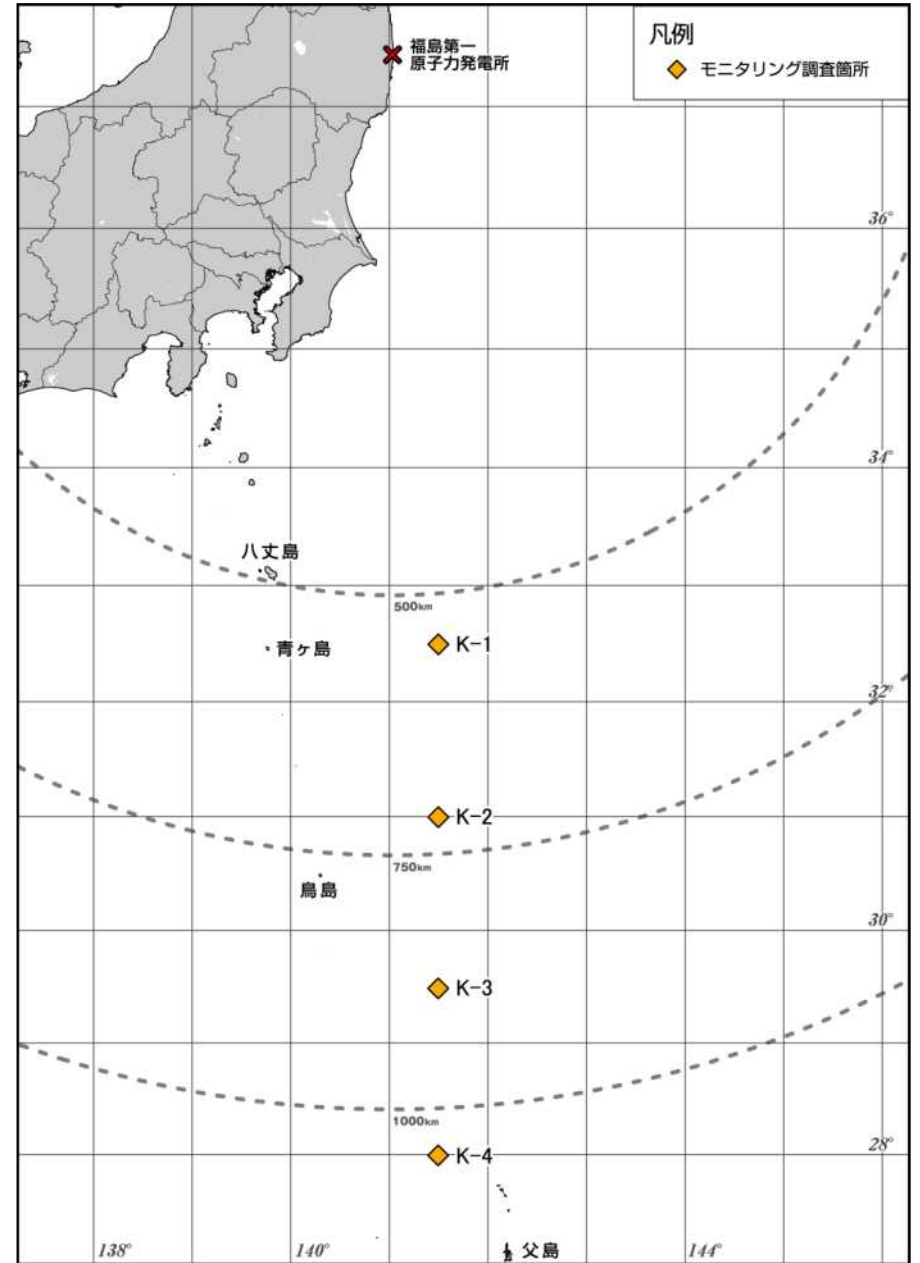 凡例
モニタリング調査箇所
福島第一
原子力発電所
36°
34°
八丈島
500km
青ヶ島
K-1
32°
K-2
750km
鳥島
30°
K-3
1000km
K-4
28°
138°
140°
144°
父島